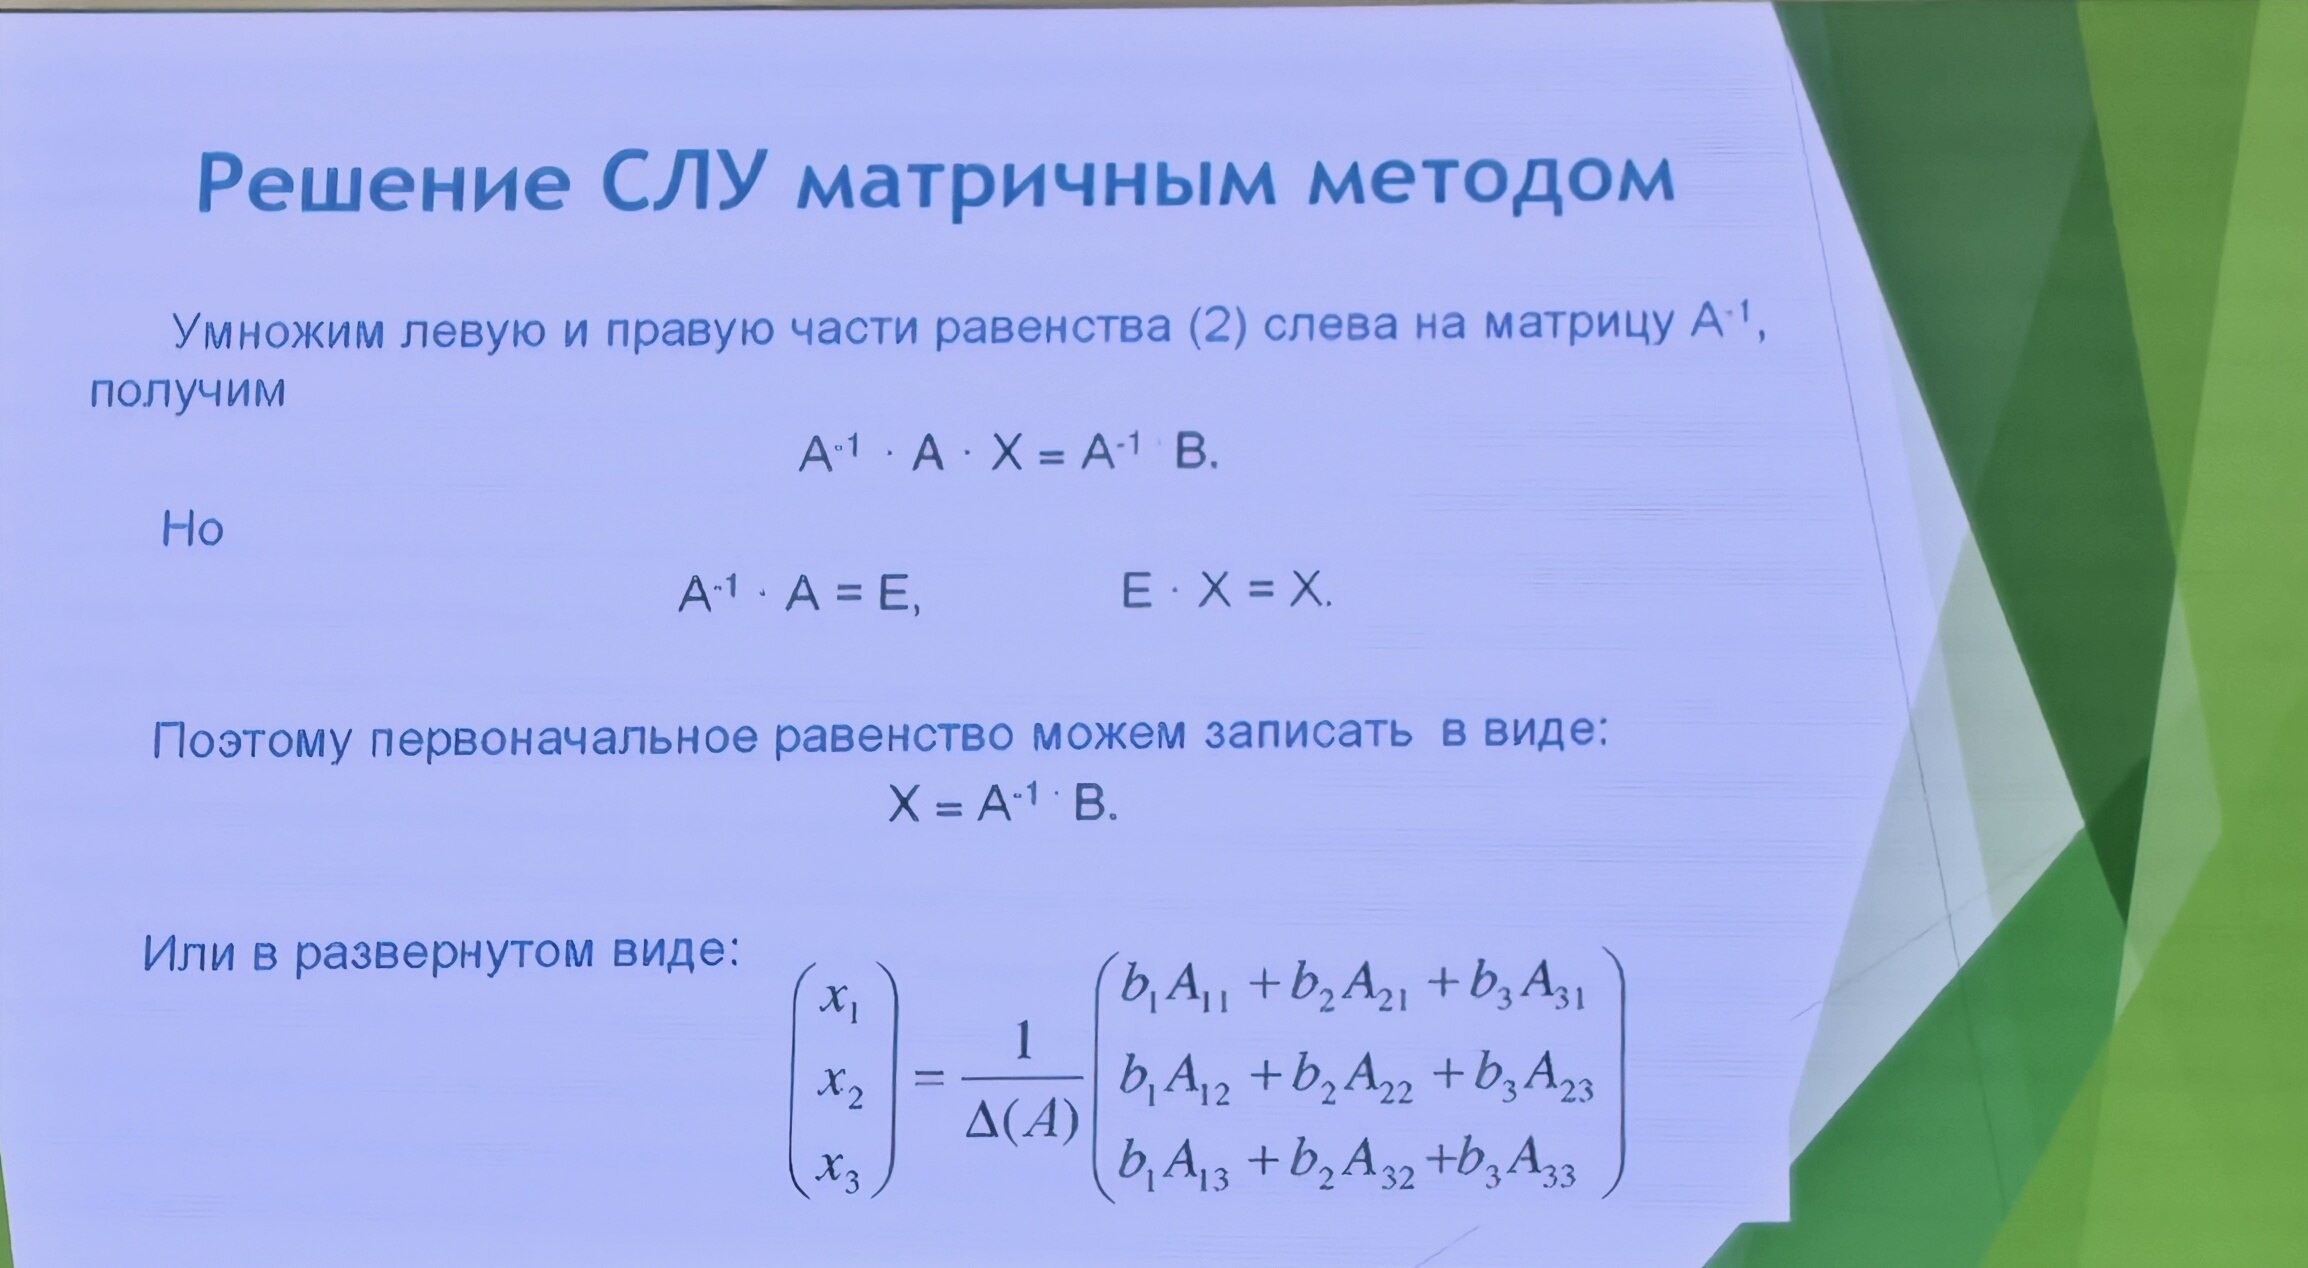 Решение СЛУ матричным методом
Умножим левую и правую части равенства (2) слева на матрицу A⁻¹,
получим
A⁻¹ · A · X = A⁻¹ · B.
Но
A⁻¹ · A = E, E · X = X.
Поэтому первоначальное равенство можем записать в виде:
X = A⁻¹ · B.
Или в развернутом виде:
(x₁) = 1/Δ(A) (b₁A₁₁ + b₂A₂₁ + b₃A₃₁)
(x₂) (b₁A₁₂ + b₂A₂₂ + b₃A₂₃)
(x₃) (b₁A₁₃ + b₂A₃₂ + b₃A₃₃)